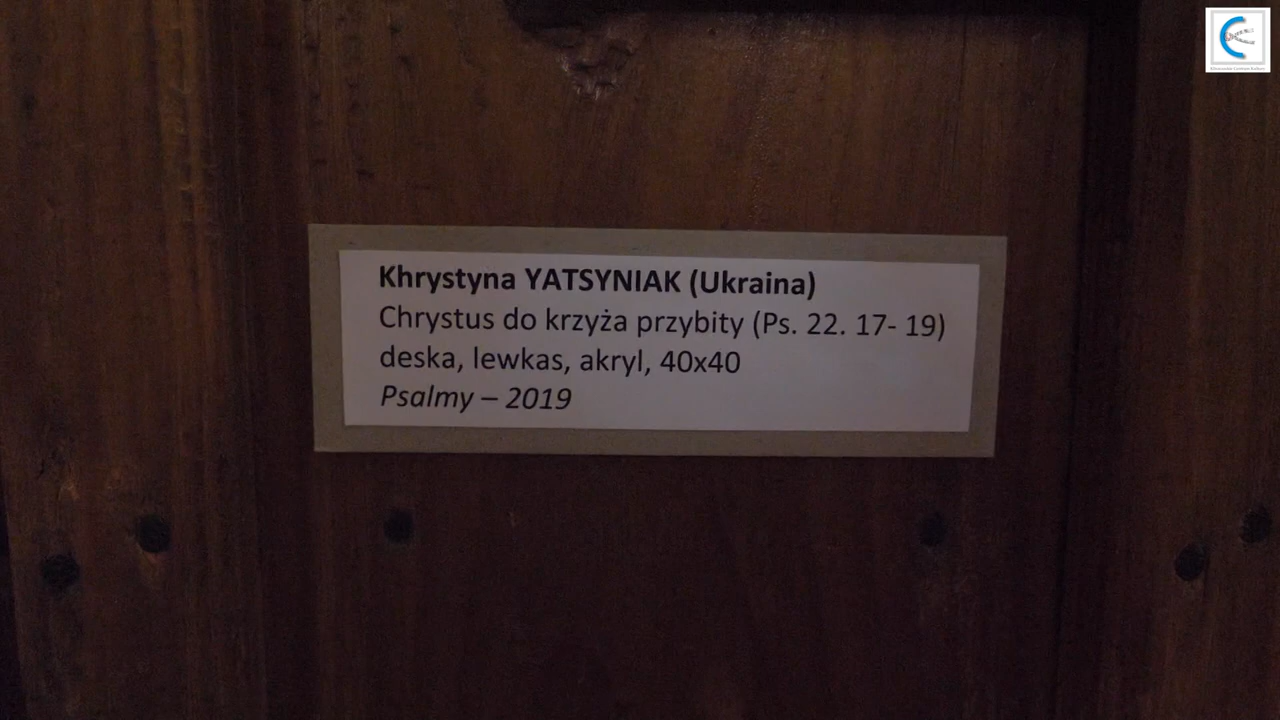 Khrystyna YATSYNIAK (Ukraina)
Chrystus do krzyża przybity (Ps. 22. 17- 19)
deska, lewkas, akryl, 40x40
Psalmy – 2019